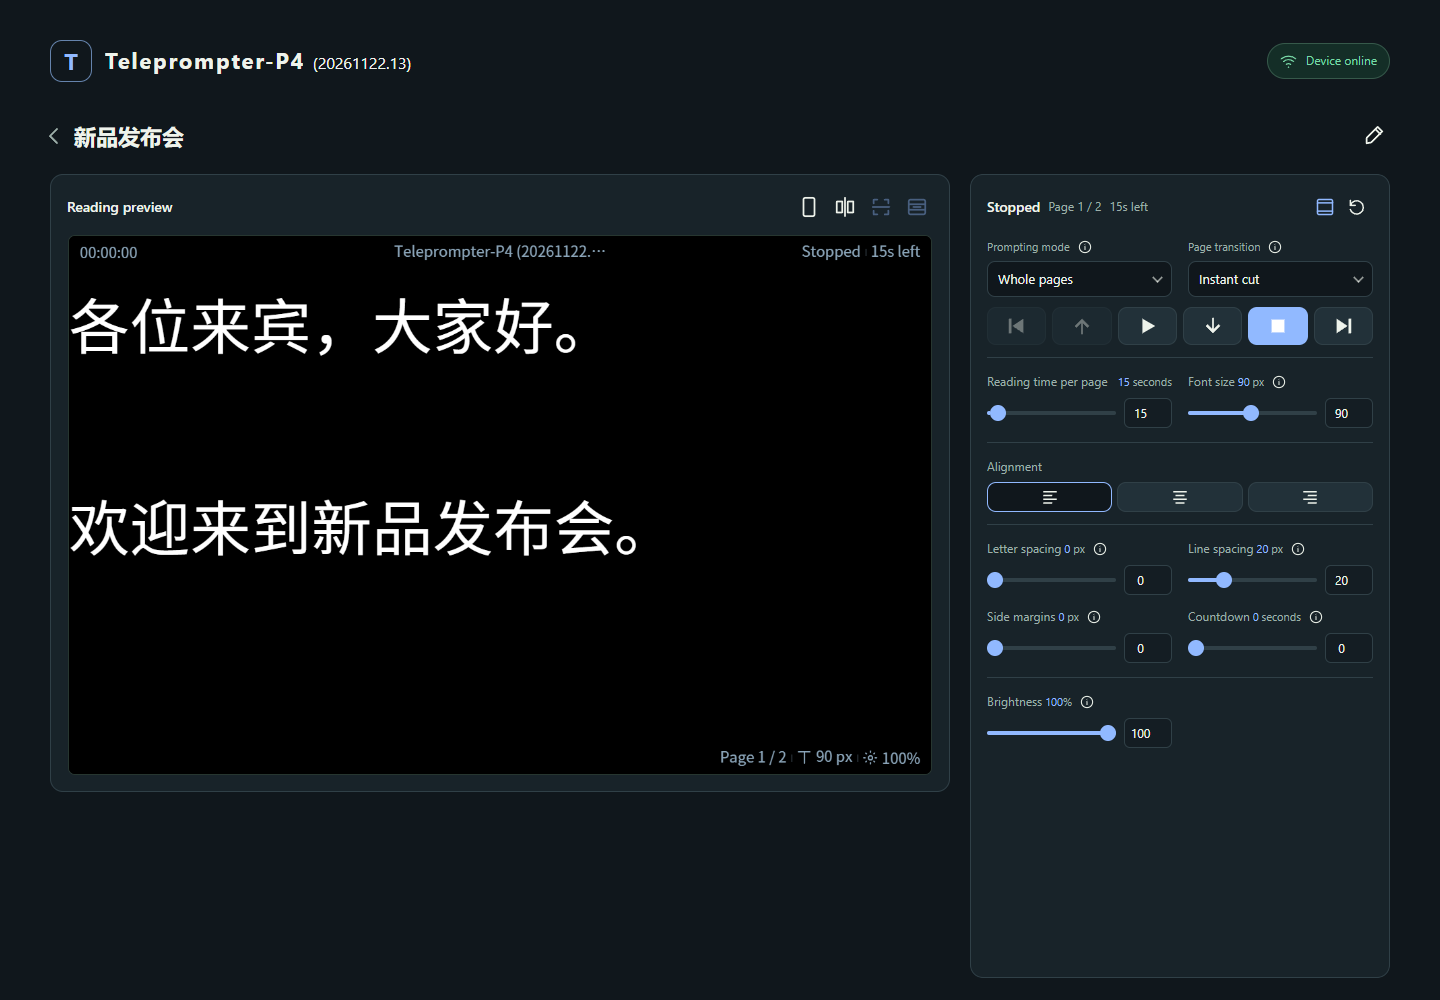 T Teleprompter-P4 (20261122.13)
Device online
新品发布会
Reading preview
00:00:00 Teleprompter-P4 (20261122.··· Stopped 15s left
各位来宾，大家好。
欢迎来到新品发布会。
Page 1 / 2 90 px 100%
Stopped Page 1 / 2 15s left
Prompting mode Page transition
Whole pages Instant cut
Reading time per page 15 seconds Font size 90 px
15 90
Alignment
Letter spacing 0 px Line spacing 20 px
0 20
Side margins 0 px Countdown 0 seconds
0 0
Brightness 100%
100